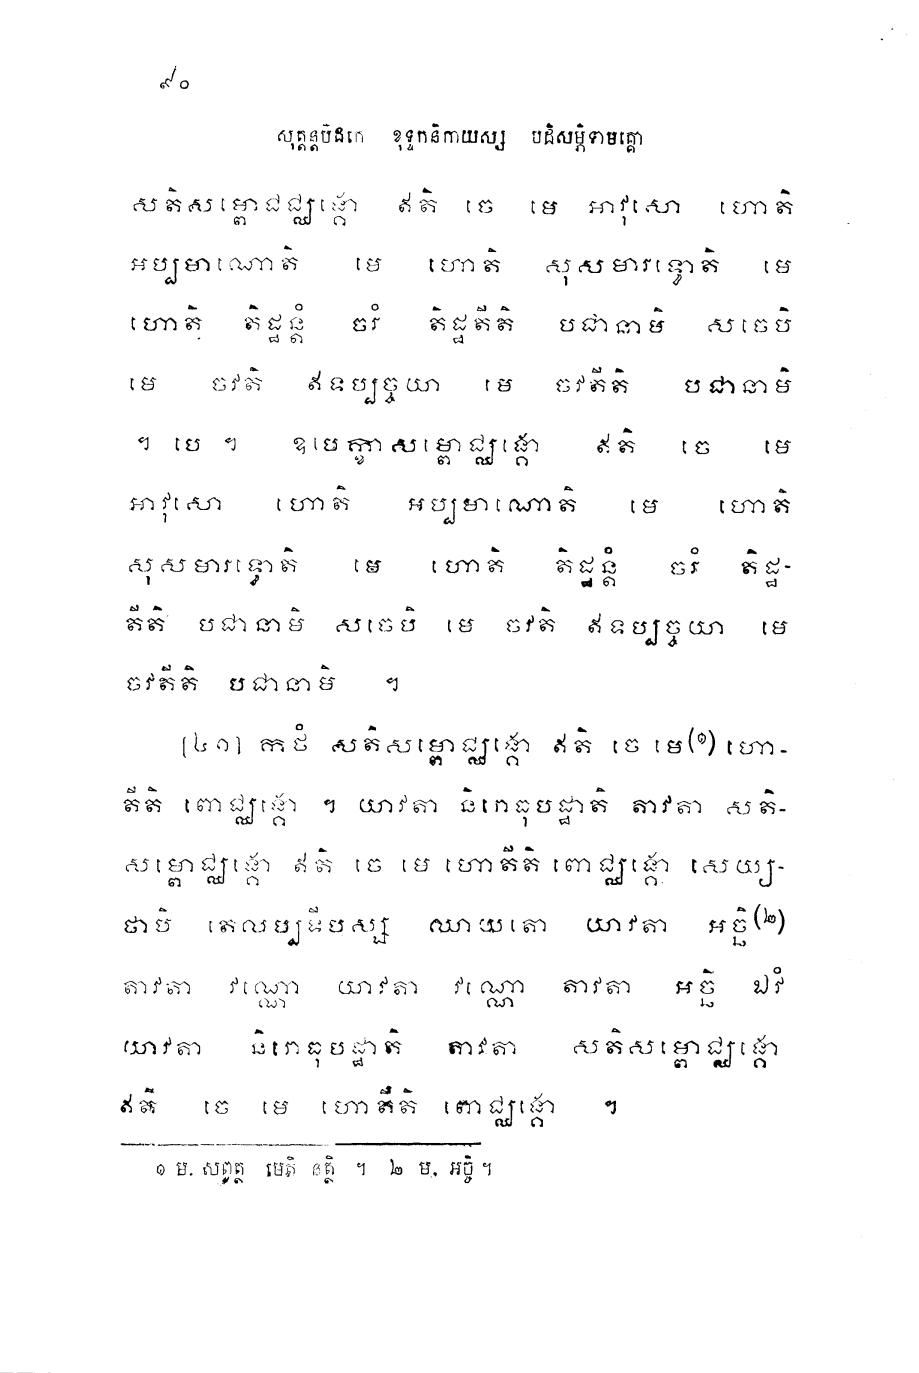 ៩០
សុត្តន្តបិដកេ ខុទ្ទកនិកាយស្ស បដិសម្ភិទាមគ្គោ
សតិសម្ពោជ្ឈង្គោ ឥតិ ចេ មេ អាវុសោ ហោតិ
អប្បមាណោតិ មេ ហោតិ សុសមារទ្ធោតិ មេ
ហោតិ តិដ្ឋន្តំ ចរំ តិដ្ឋតីតិ បជានាមិ សចេបិ
មេ ចវតិ ឥទប្បច្ចយា មេ ចវតីតិ បជានាមិ
។ បេ ។ ឧបេក្ខាសម្ពោជ្ឈង្គោ ឥតិ ចេ មេ
អាវុសោ ហោតិ អប្បមាណោតិ មេ ហោតិ
សុសមារទ្ធោតិ មេ ហោតិ តិដ្ឋន្តំ ចរំ តិដ្ឋ-
តីតិ បជានាមិ សចេបិ មេ ចវតិ ឥទប្បច្ចយា មេ
ចវតីតិ បជានាមិ ។
[៤១] កថំ សតិសម្ពោជ្ឈង្គោ ឥតិ ចេ មេ(១) ហោ-
តីតិ ពោជ្ឈង្គោ ។ យាវតា និរោធុបដ្ឋាតិ តាវតា សតិ-
សម្ពោជ្ឈង្គោ ឥតិ ចេ មេ ហោតីតិ ពោជ្ឈង្គោ សេយ្យ-
ថាបិ តេលប្បទីបស្ស ឈាយតោ យាវតា អច្ចិ(២)
តាវតា វណ្ណោ យាវតា វណ្ណោ តាវតា អច្ចិ ឯវំ
យាវតា និរោធុបដ្ឋាតិ តាវតា សតិសម្ពោជ្ឈង្គោ
ឥតិ ចេ មេ ហោតីតិ ពោជ្ឈង្គោ ។
១ ម. សព្វត្ថ មេតិ នត្ថិ ។ ២ ម. អច្ចិ ។